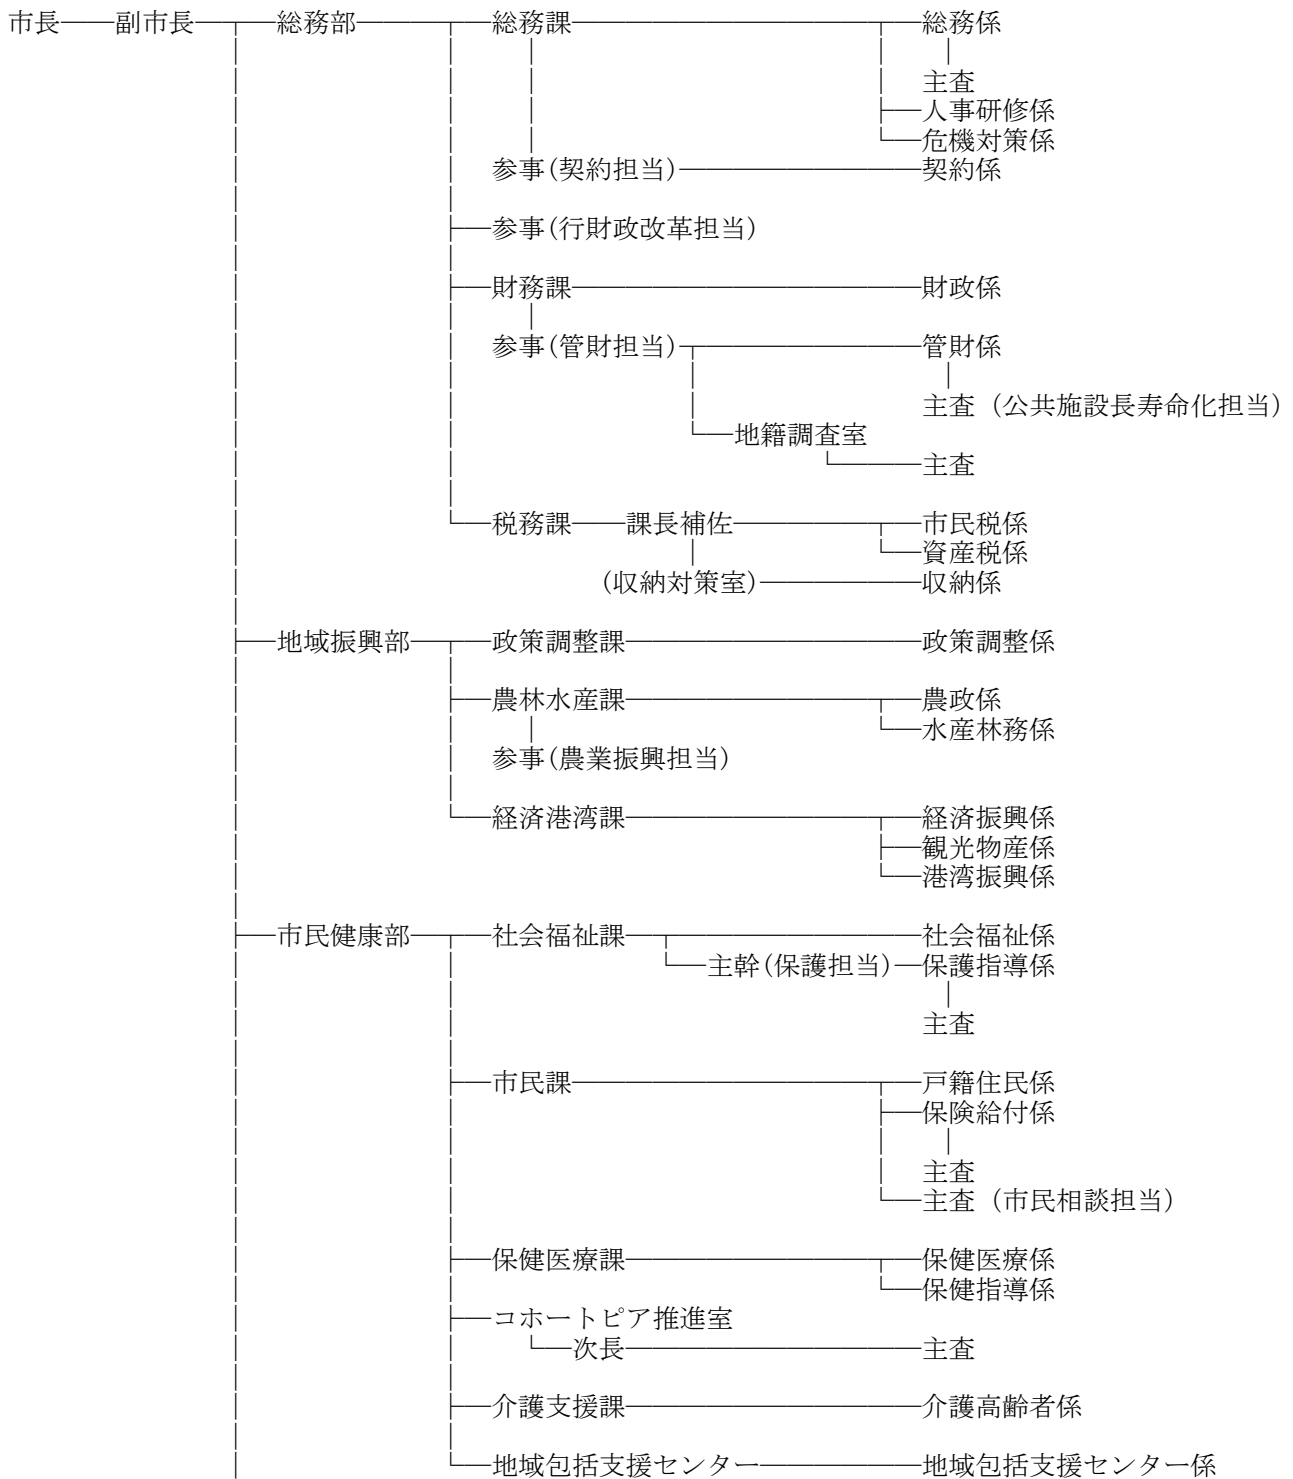 市長 副市長 総務部 総務課 総務係
主査
人事研修係
危機対策係
参事(契約担当) 契約係
参事(行財政改革担当)
財務課 財政係
参事(管財担当) 管財係
主査(公共施設長寿命化担当)
地籍調査室
主査
税務課 課長補佐 市民税係
資産税係
(収納対策室) 収納係
地域振興部 政策調整課 政策調整係
農林水産課 農政係
水産林務係
参事(農業振興担当)
経済港湾課 経済振興係
観光物産係
港湾振興係
市民健康部 社会福祉課 社会福祉係
主幹(保護担当) 保護指導係
主査
市民課 戸籍住民係
保険給付係
主査
主査(市民相談担当)
保健医療課 保健医療係
保健指導係
コホートピア推進室
次長 主査
介護支援課 介護高齢者係
地域包括支援センター 地域包括支援センター係